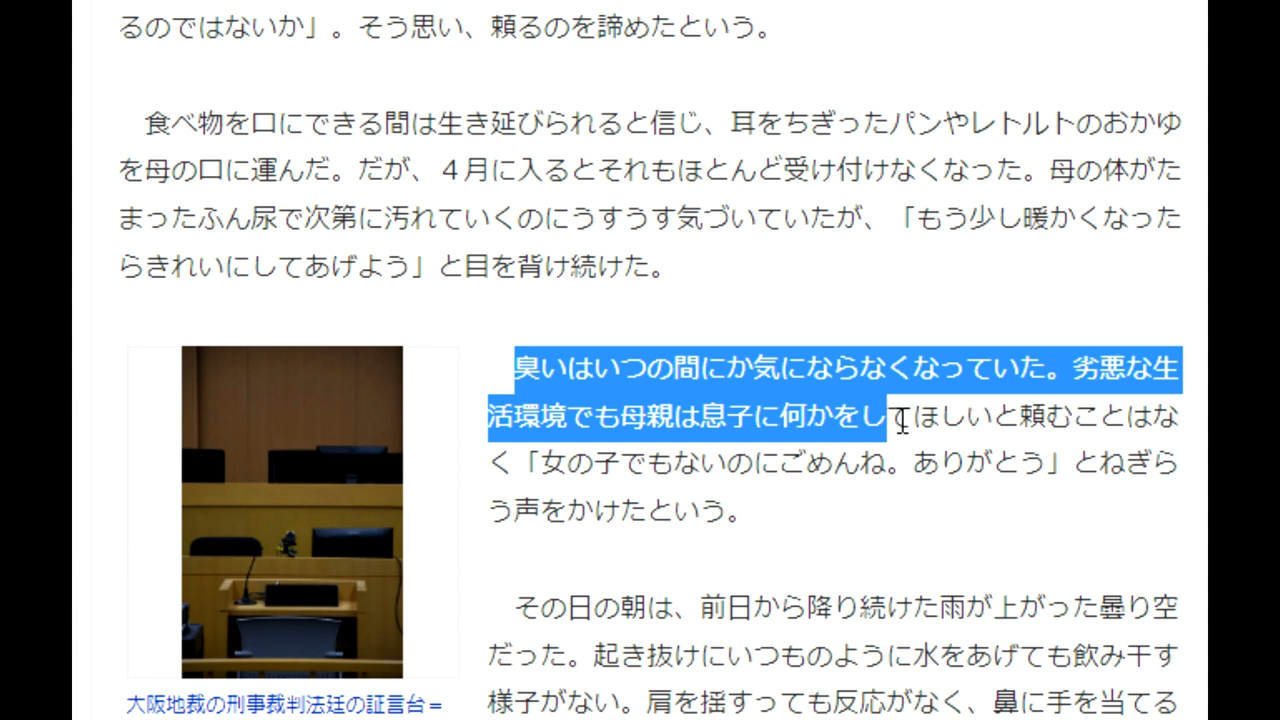 るのではないか」。そう思い、頼るのを諦めたという。
食べ物を口にできる間は生き延びられると信じ、耳をちぎったパンやレトルトのおかゆ
を母の口に運んだ。だが、４月に入るとそれもほとんど受け付けなくなった。母の体がた
まったふん尿で次第に汚れていくのにうすうす気づいていたが、「もう少し暖かくなった
らきれいにしてあげよう」と目を背け続けた。
臭いはいつの間にか気にならなくなっていた。劣悪な生
活環境でも母親は息子に何かをしてほしいと頼むことはな
く「女の子でもないのにごめんね。ありがとう」とねぎら
う声をかけたという。
その日の朝は、前日から降り続けた雨が上がった曇り空
だった。起き抜けにいつものように水をあげても飲み干す
様子がない。肩を揺すっても反応がなく、鼻に手を当てる
大阪地裁の刑事裁判法廷の証言台＝